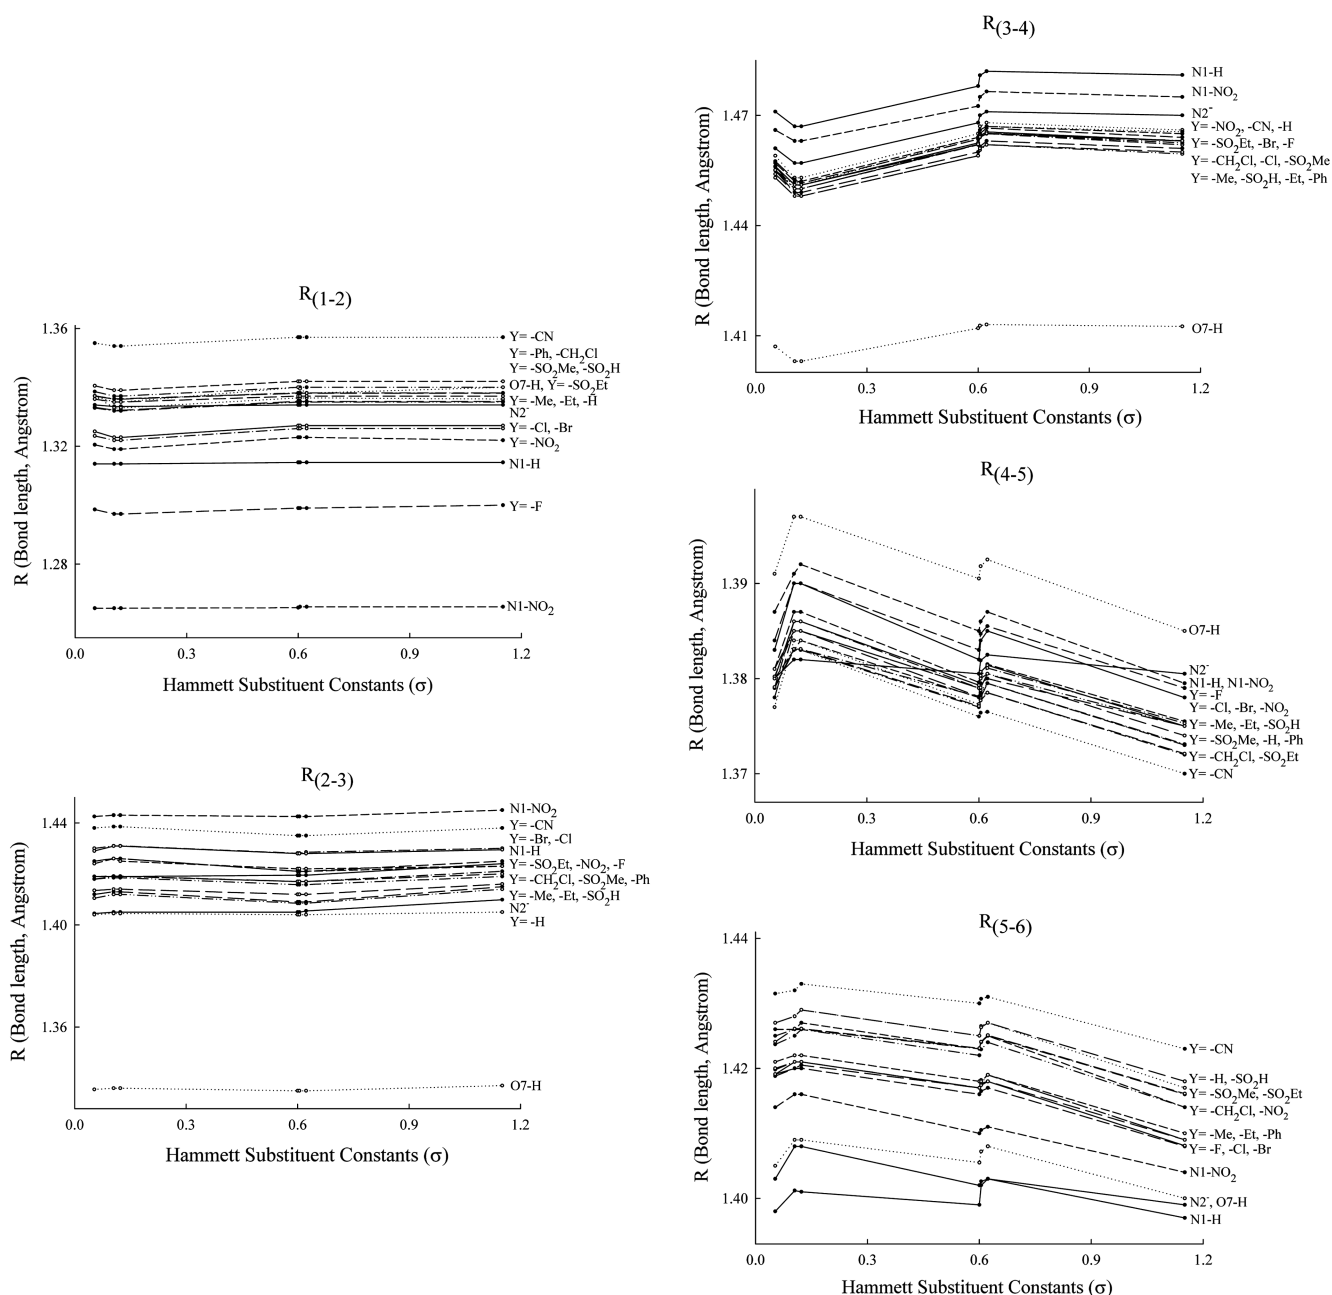 R(1-2)
1.36
1.32
1.28
R (Bond length, Angstrom)
Y= -CN
Y= -Ph, -CH2Cl
Y= -SO2Me, -SO2H
O7-H, Y= -SO2Et
Y= -Me, -Et, -H
N2-
Y= -Cl, -Br
Y= -NO2
N1-H
Y= -F
N1-NO2
0.0 0.3 0.6 0.9 1.2
Hammett Substituent Constants (σ)
R(2-3)
1.44
1.40
1.36
R (Bond length, Angstrom)
N1-NO2
Y= -CN
Y= -Br, -Cl
N1-H
Y= -SO2Et, -NO2, -F
Y= -CH2Cl, -SO2Me, -Ph
Y= -Me, -Et, -SO2H
N2-
Y= -H
O7-H
0.0 0.3 0.6 0.9 1.2
Hammett Substituent Constants (σ)
R(3-4)
1.47
1.44
1.41
R (Bond length, Angstrom)
N1-H
N1-NO2
N2-
Y= -NO2, -CN, -H
Y= -SO2Et, -Br, -F
Y= -CH2Cl, -Cl, -SO2Me
Y= -Me, -SO2H, -Et, -Ph
O7-H
0.0 0.3 0.6 0.9 1.2
Hammett Substituent Constants (σ)
R(4-5)
1.39
1.38
1.37
R (Bond length, Angstrom)
O7-H
N2-
N1-H, N1-NO2
Y= -F
Y= -Cl, -Br, -NO2
Y= -Me, -Et, -SO2H
Y= -SO2Me, -H, -Ph
Y= -CH2Cl, -SO2Et
Y= -CN
0.0 0.3 0.6 0.9 1.2
Hammett Substituent Constants (σ)
R(5-6)
1.44
1.42
1.40
R (Bond length, Angstrom)
Y= -CN
Y= -H, -SO2H
Y= -SO2Me, -SO2Et
Y= -CH2Cl, -NO2
Y= -Me, -Et, -Ph
Y= -F, -Cl, -Br
N1-NO2
N2-, O7-H
N1-H
0.0 0.3 0.6 0.9 1.2
Hammett Substituent Constants (σ)